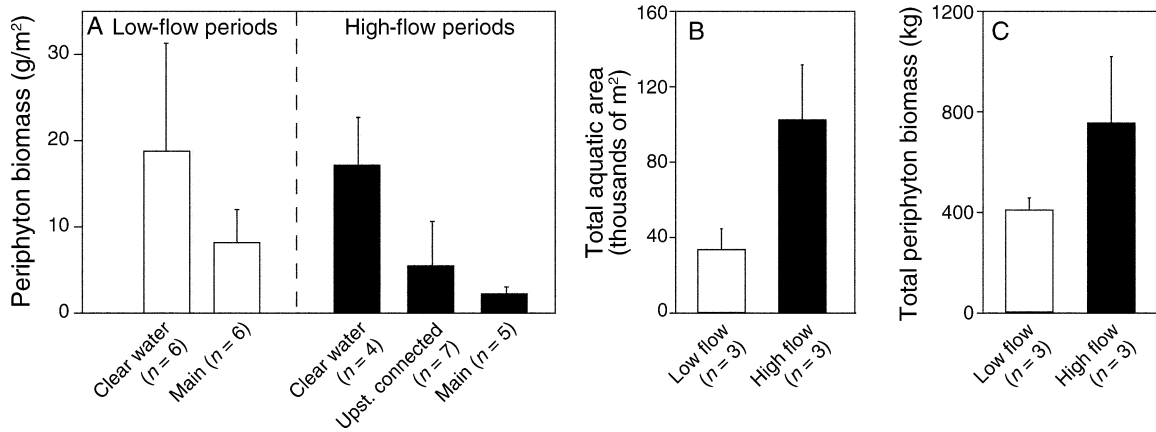 A
Low-flow periods
High-flow periods
Periphyton biomass (g/m²)
30
20
10
0
Clear water
(n = 6)
Main (n = 6)
Clear water
(n = 4)
Upst. connected
(n = 7)
Main (n = 5)
B
Total aquatic area
(thousands of m²)
160
120
80
40
0
Low flow
(n = 3)
High flow
(n = 3)
C
Total periphyton biomass (kg)
1200
800
400
0
Low flow
(n = 3)
High flow
(n = 3)